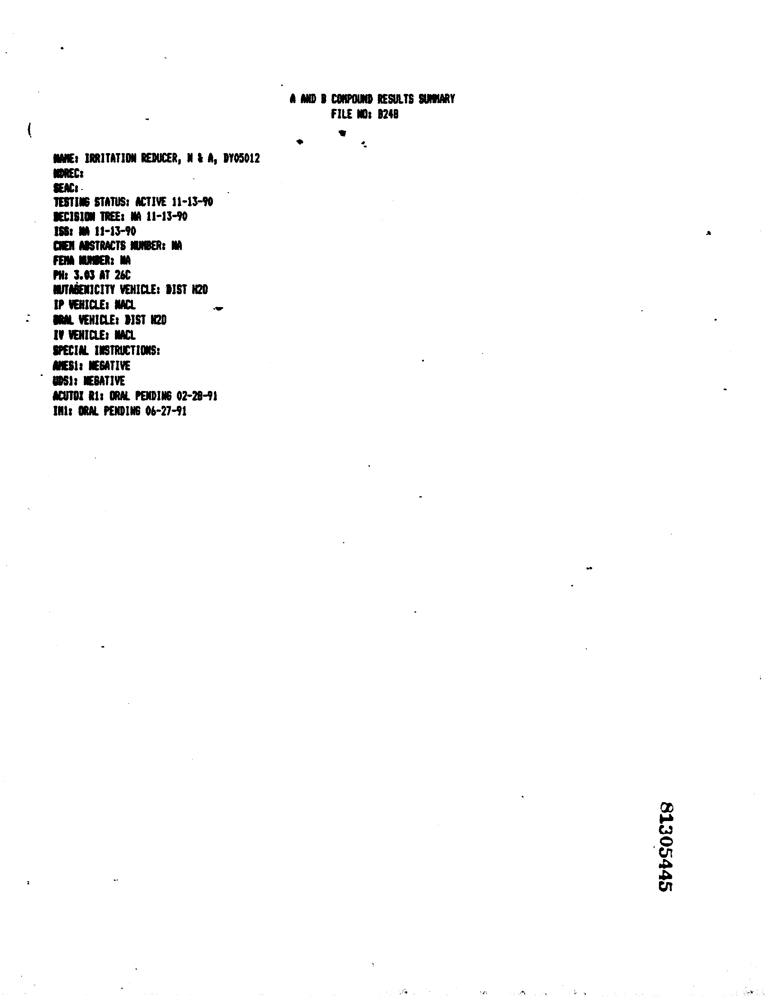 A AND B COMPOUND RESULTS SUMMARY
FILE NO: B248
NAME: IRRITATION REDUCER, N & A, DY05012
NDREC:
SEAC:
TESTING STATUS: ACTIVE 11-13-90
DECISION TREE: NA 11-13-90
ISS: NA 11-13-90
CHEM ABSTRACTS NUMBER: NA
FEMA NUMBER: NA
PH: 3.03 AT 26C
MUTAGENICITY VEHICLE: DIST H2O
IP VEHICLE: NACL
ORAL VEHICLE: DIST H2O
IV VEHICLE: NACL
SPECIAL INSTRUCTIONS:
AMES1: NEGATIVE
UDS1: NEGATIVE
ACUTOX R1: ORAL PENDING 02-28-91
IN1: ORAL PENDING 06-27-91
81305445